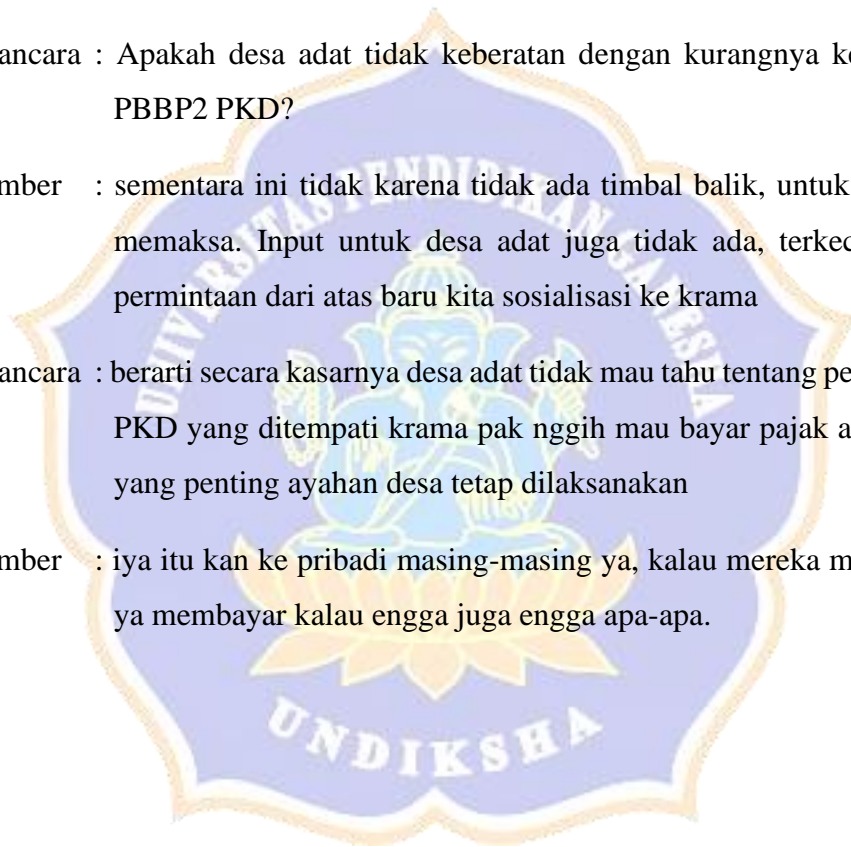 ancara : Apakah desa adat tidak keberatan dengan kurangnya ke
PBBP2 PKD?
mber : sementara ini tidak karena tidak ada timbal balik, untuk
memaksa. Input untuk desa adat juga tidak ada, terkec
permintaan dari atas baru kita sosialisasi ke krama
ancara : berarti secara kasarnya desa adat tidak mau tahu tentang pe
PKD yang ditempati krama pak nggih mau bayar pajak a
yang penting ayahan desa tetap dilaksanakan
mber : iya itu kan ke pribadi masing-masing ya, kalau mereka m
ya membayar kalau engga juga engga apa-apa.
UNIVERSITAS PENDIDIKAN GANESHA
UNDIKSHA